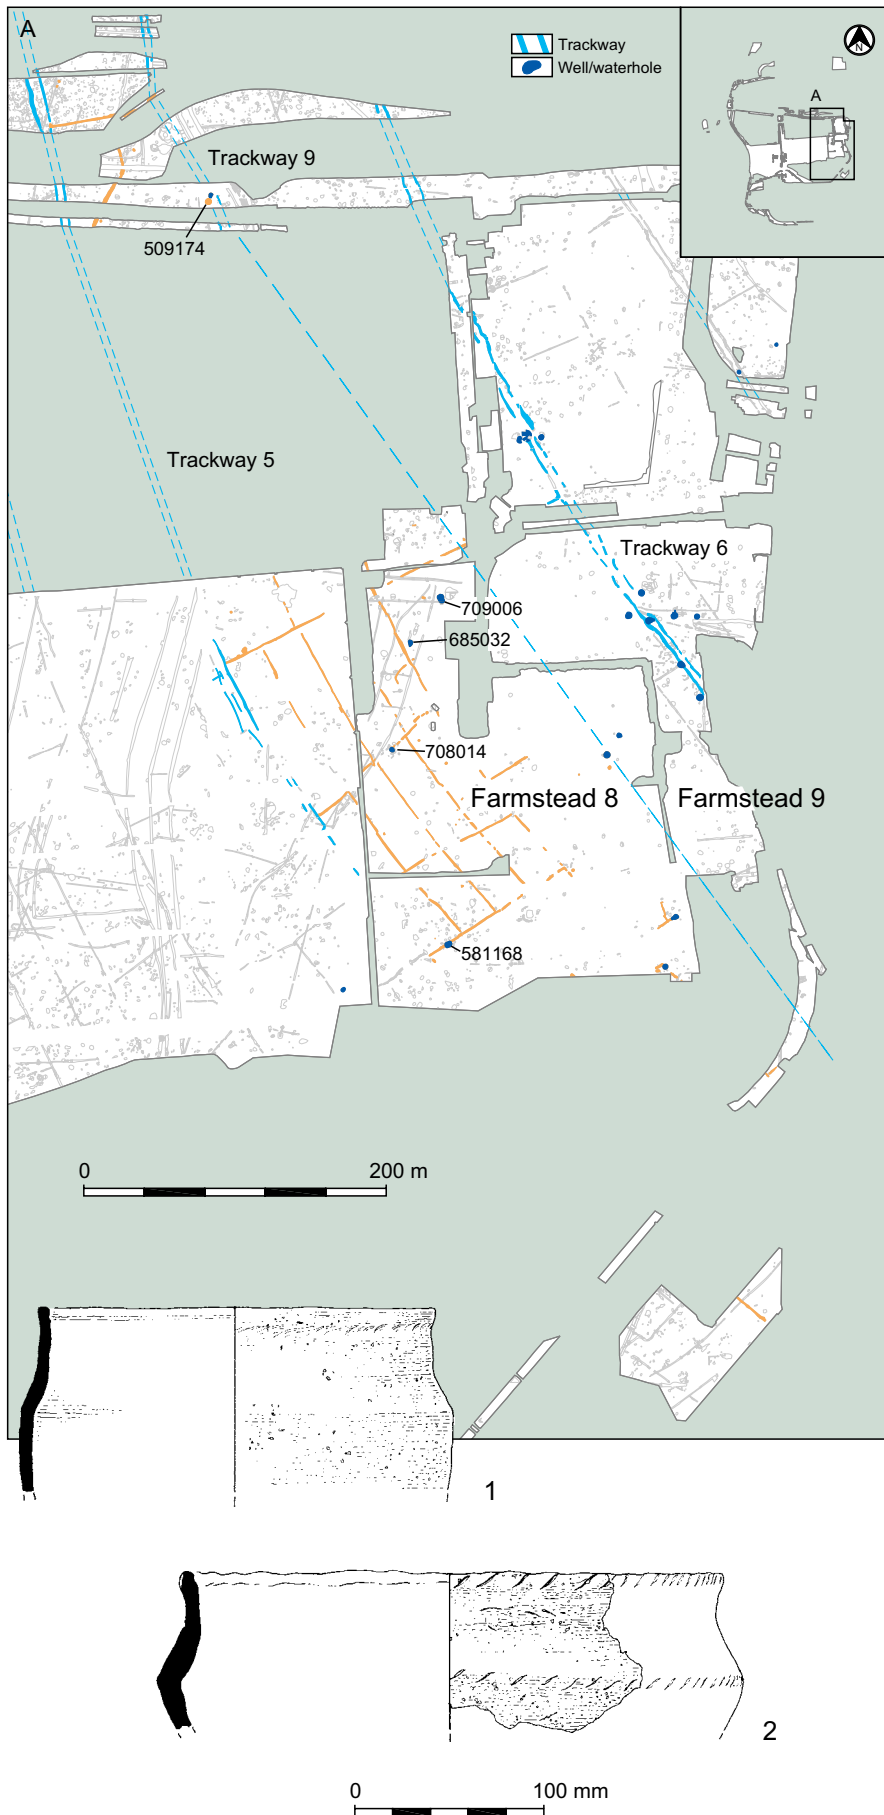 A
Trackway
Well/waterhole
N
A
Trackway 9
509174
Trackway 5
Trackway 6
709006
685032
708014
Farmstead 8
Farmstead 9
581168
0 200 m
1
2
0 100 mm